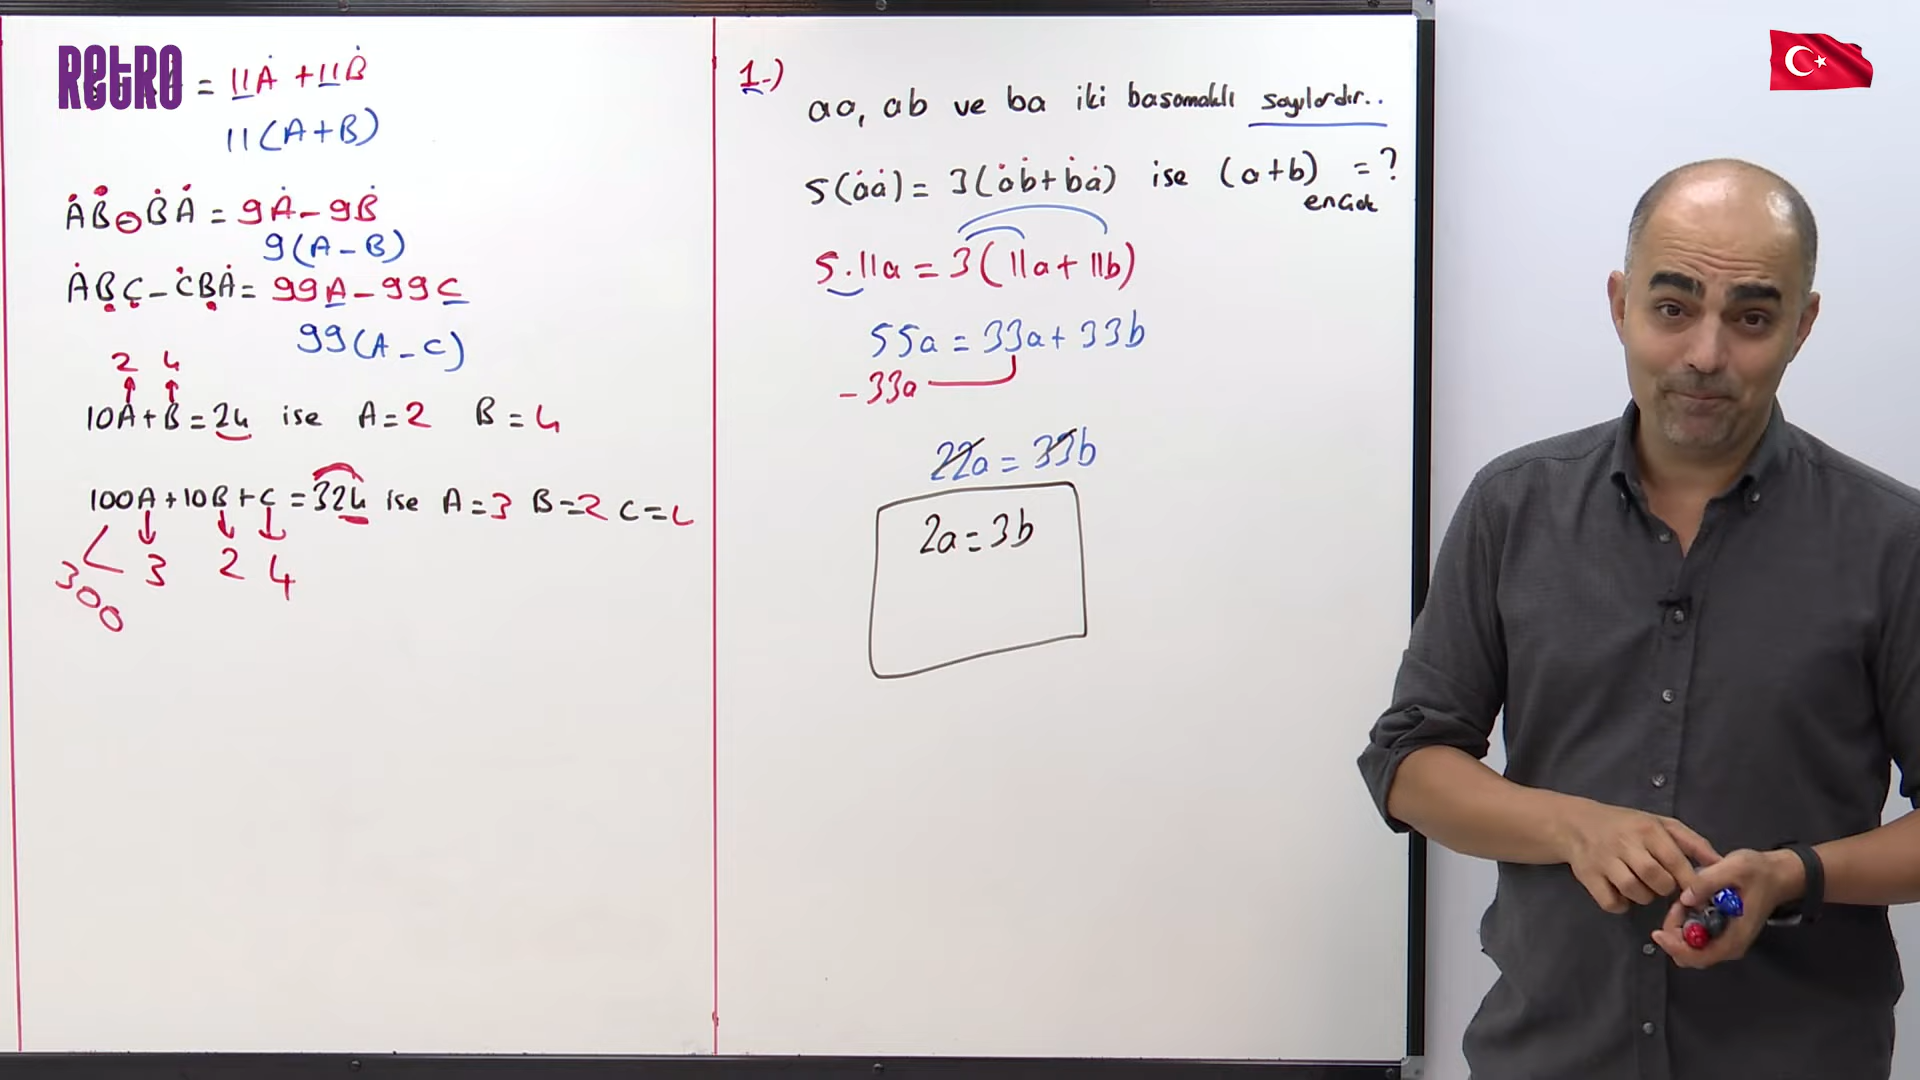 RETRO
= 11A + 11B
11(A+B)
AB - BA = 9A - 9B
9(A - B)
ABC - CBA = 99A - 99C
99(A - C)
2 4
10A + B = 24 ise A = 2 B = 4
100A + 10B + C = 324 ise A = 3 B = 2 C = 4
3 2 4
300
1-)
aa, ab ve ba iki basamaklı sayılardır..
5(aa) = 3(ab + ba) ise (a+b) = ?
en çok
5.11a = 3(11a + 11b)
55a = 33a + 33b
-33a
22a = 33b
2a = 3b